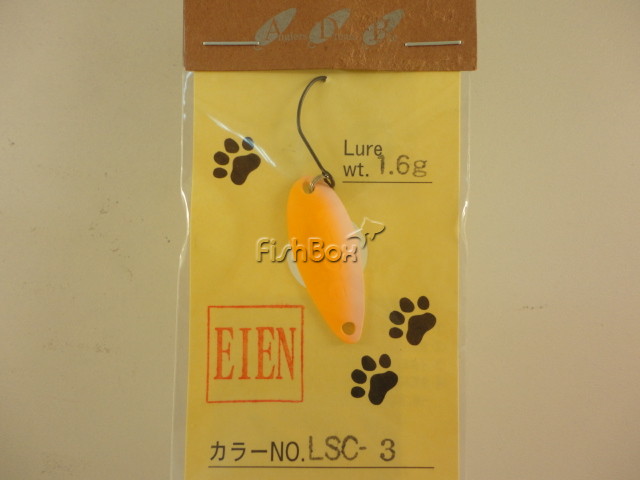 A D B
Lure
wt. 1.6g
FishBox
EIEN
カラーNO. LSC- 3